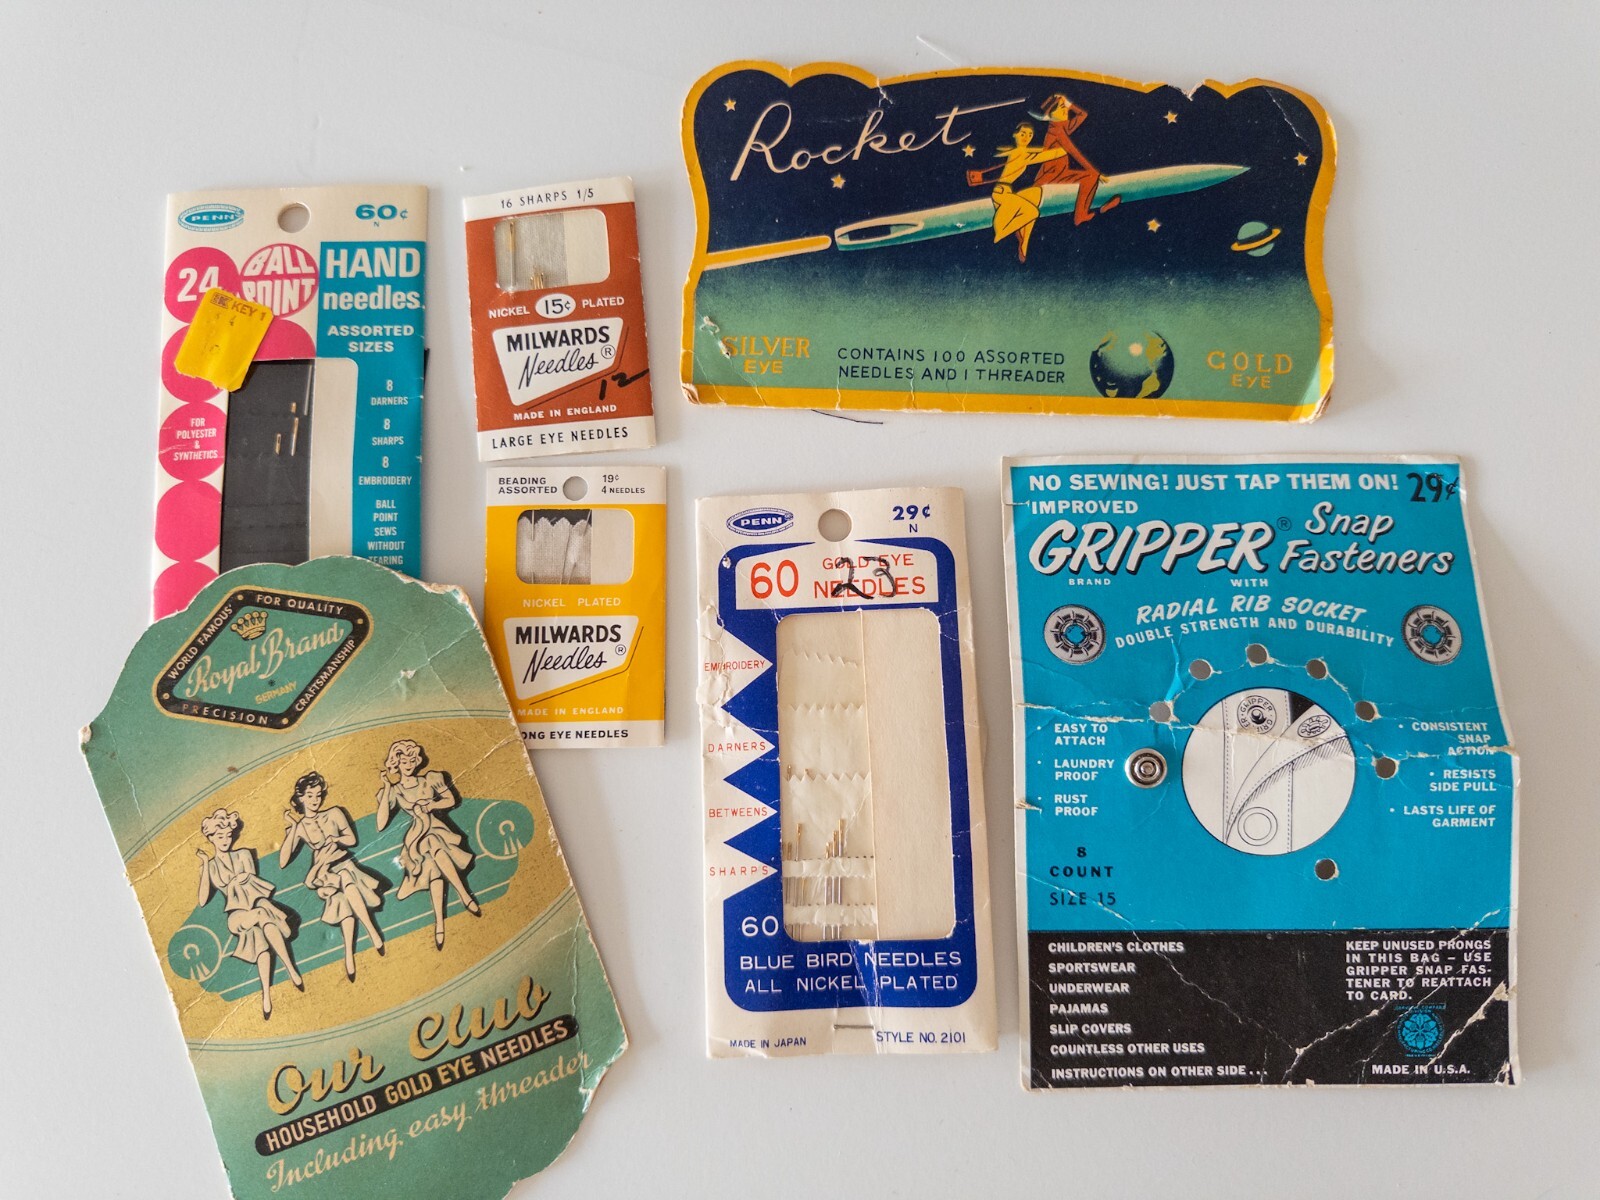 PENN
60¢
N
24
BALL
POINT
HAND
needles.
ASSORTED
SIZES
KEY 1
8
DARNERS
8
SHARPS
8
EMBROIDERY
BALL
POINT
SEWS
WITHOUT
TEARING
FOR
POLYESTER
&
SYNTHETICS
16 SHARPS 1/5
NICKEL 15¢ PLATED
MILWARDS
Needles®
12
MADE IN ENGLAND
LARGE EYE NEEDLES
BEADING
ASSORTED
19¢
4 NEEDLES
NICKEL PLATED
MILWARDS
Needles®
MADE IN ENGLAND
ONG EYE NEEDLES
Rocket
SILVER
EYE
CONTAINS 100 ASSORTED
NEEDLES AND 1 THREADER
GOLD
EYE
WORLD FAMOUS
FOR QUALITY
Royal Brand
GERMANY
PRECISION
CRAFTSMANSHIP
Our Club
HOUSEHOLD GOLD EYE NEEDLES
Including easy threader
PENN
29¢
N
60 GOLD EYE
NEEDLES
23
EMBROIDERY
DARNERS
BETWEENS
SHARP'S
60
BLUE BIRD NEEDLES
ALL NICKEL PLATED
MADE IN JAPAN
STYLE NO. 2101
NO SEWING! JUST TAP THEM ON! 29¢
IMPROVED
GRIPPER® Snap
Fasteners
BRAND
WITH
RADIAL RIB SOCKET
DOUBLE STRENGTH AND DURABILITY
• EASY TO
ATTACH
• LAUNDRY
PROOF
• RUST
PROOF
• CONSISTENT
SNAP
ACTION
• RESISTS
SIDE PULL
• LASTS LIFE OF
GARMENT
GRIPPER
8
COUNT
SIZE 15
CHILDREN'S CLOTHES
SPORTSWEAR
UNDERWEAR
PAJAMAS
SLIP COVERS
COUNTLESS OTHER USES
INSTRUCTIONS ON OTHER SIDE...
KEEP UNUSED PRONGS
IN THIS BAG – USE
GRIPPER SNAP FAS-
TENER TO REATTACH
TO CARD.
MADE IN U.S.A.